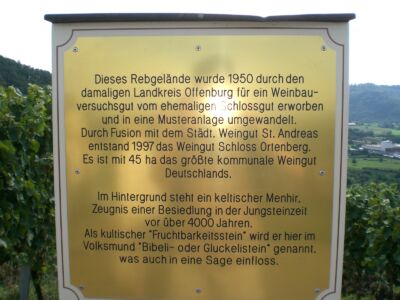 Dieses Rebgelände wurde 1950 durch den
damaligen Landkreis Offenburg für ein Weinbau-
versuchsgut vom ehemaligen Schlossgut erworben
und in eine Musteranlage umgewandelt.
Durch Fusion mit dem Städt. Weingut St. Andreas
entstand 1997 das Weingut Schloss Ortenberg.
Es ist mit 45 ha das größte kommunale Weingut
Deutschlands.
Im Hintergrund steht ein keltischer Menhir,
Zeugnis einer Besiedlung in der Jungsteinzeit
vor über 4000 Jahren.
Als kultischer "Fruchtbarkeitsstein" wird er hier im
Volksmund "Bibeli- oder Gluckelistein" genannt,
was auch in eine Sage einfloss.